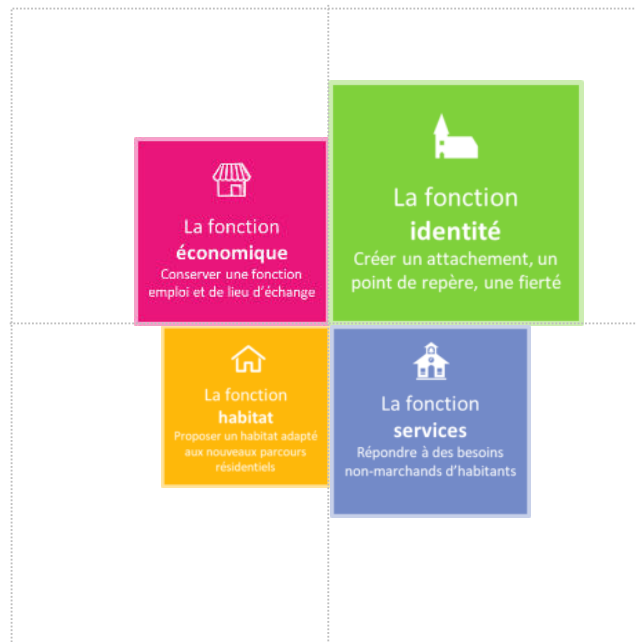 La fonction
économique
Conserver une fonction
emploi et de lieu d'échange
La fonction
identité
Créer un attachement, un
point de repère, une fierté
La fonction
habitat
Proposer un habitat adapté
aux nouveaux parcours
résidentiels
La fonction
services
Répondre à des besoins
non-marchands d'habitants